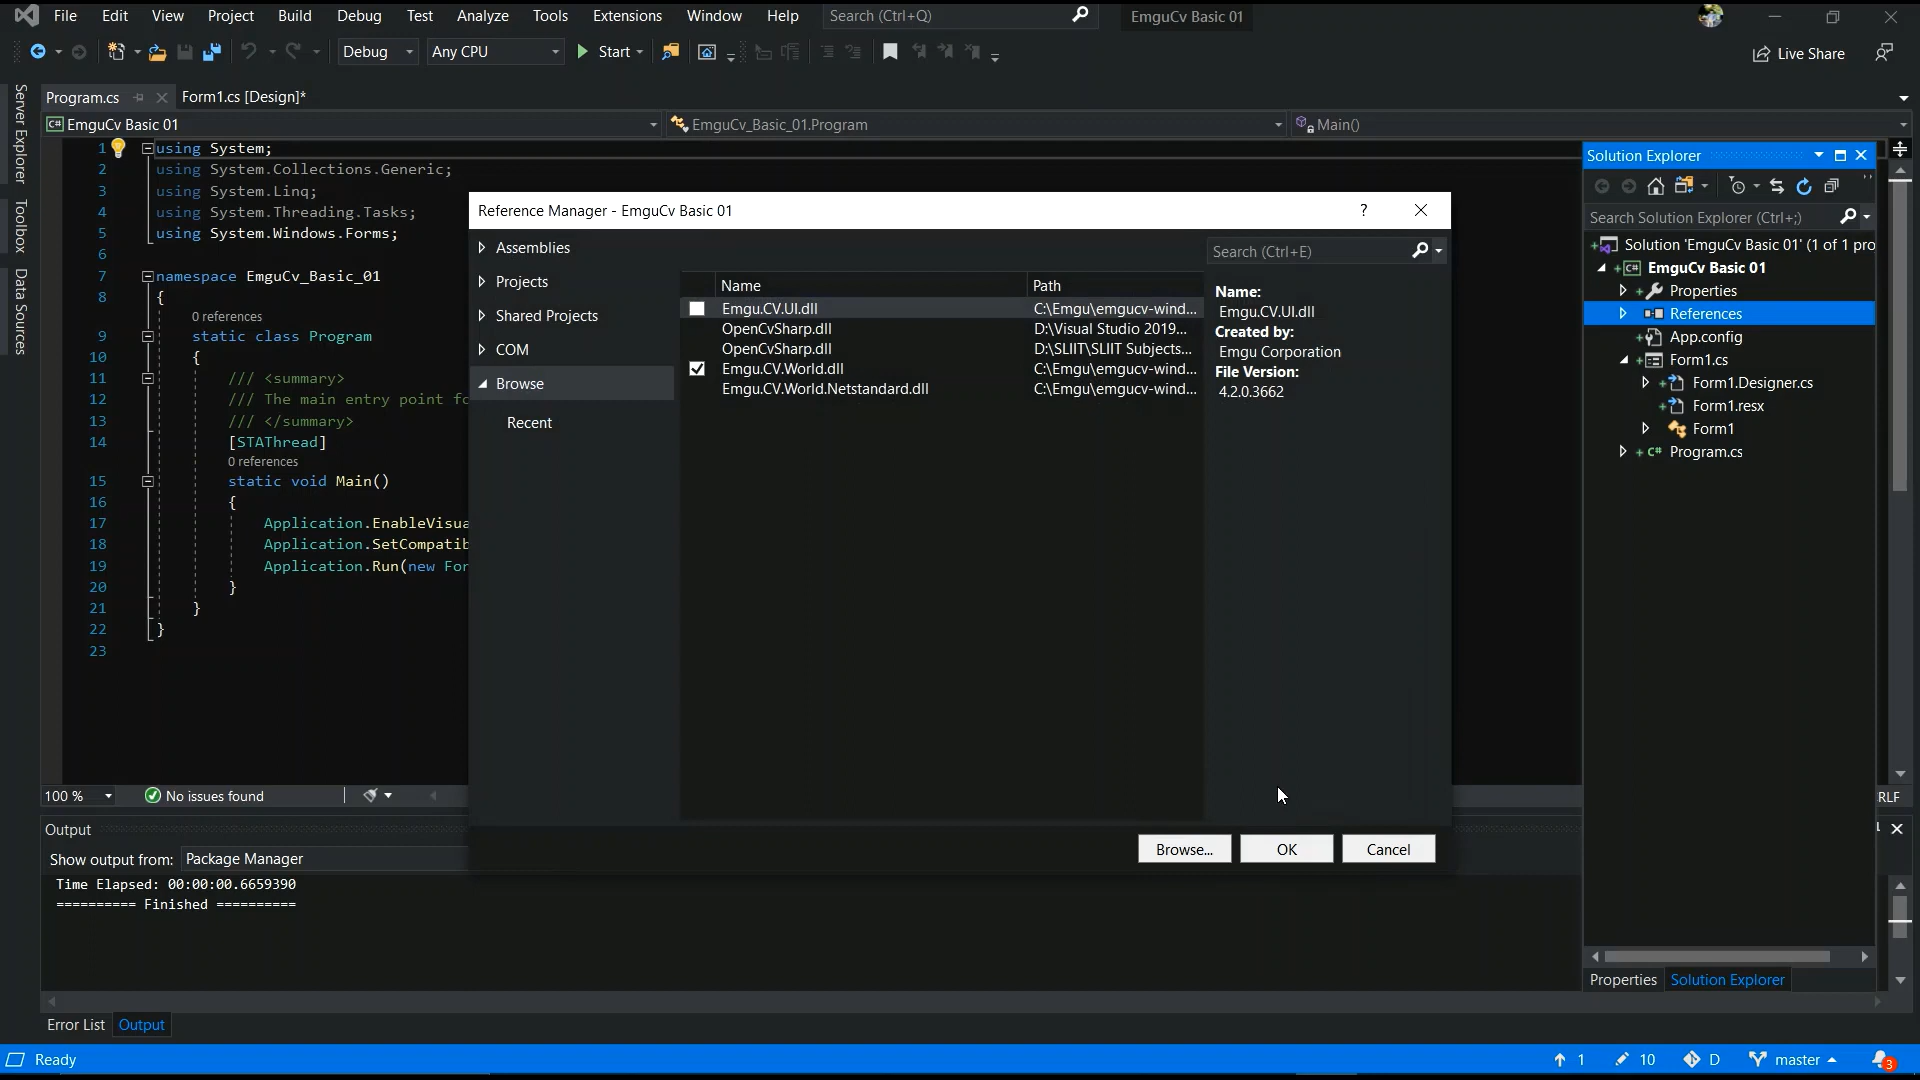 File Edit View Project Build Debug Test Analyze Tools Extensions Window Help Search (Ctrl+Q) EmguCv Basic 01
Debug Any CPU Start Live Share
Server Explorer
Toolbox
Data Sources
Program.cs Form1.cs [Design]*
C# EmguCv Basic 01 EmguCv_Basic_01.Program Main()
1 using System;
2 using System.Collections.Generic;
3 using System.Linq;
4 using System.Threading.Tasks;
5 using System.Windows.Forms;
6
7 namespace EmguCv_Basic_01
8 {
0 references
9 static class Program
10 {
11 /// <summary>
12 /// The main entry point fo
13 /// </summary>
14 [STAThread]
0 references
15 static void Main()
16 {
17 Application.EnableVisua
18 Application.SetCompatib
19 Application.Run(new For
20 }
21 }
22 }
23
100 % No issues found
RLF
Reference Manager - EmguCv Basic 01 ?
Assemblies
Projects
Shared Projects
COM
Browse
Recent
Search (Ctrl+E)
Name Path
Emgu.CV.UI.dll C:\Emgu\emgucv-wind...
OpenCvSharp.dll D:\Visual Studio 2019...
OpenCvSharp.dll D:\SLIIT\SLIIT Subjects...
Emgu.CV.World.dll C:\Emgu\emgucv-wind...
Emgu.CV.World.Netstandard.dll C:\Emgu\emgucv-wind...
Name:
Emgu.CV.UI.dll
Created by:
Emgu Corporation
File Version:
4.2.0.3662
Browse... OK Cancel
Solution Explorer
Search Solution Explorer (Ctrl+;)
Solution 'EmguCv Basic 01' (1 of 1 pro
C# EmguCv Basic 01
Properties
References
App.config
Form1.cs
Form1.Designer.cs
Form1.resx
Form1
C# Program.cs
Properties Solution Explorer
Output
Show output from: Package Manager
Time Elapsed: 00:00:00.6659390
========== Finished ==========
Error List Output
Ready 1 10 D master 3